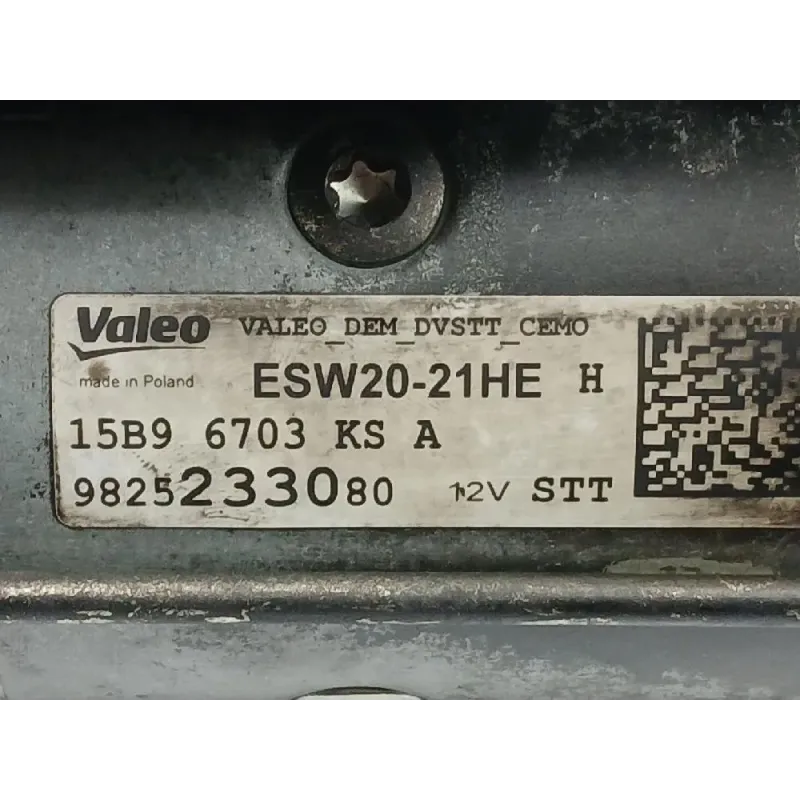 Valeo VALEO_DEM_DVSTT_CEMO
made in Poland ESW20-21HE H
15B9 6703 KS A
9825233080 12V STT